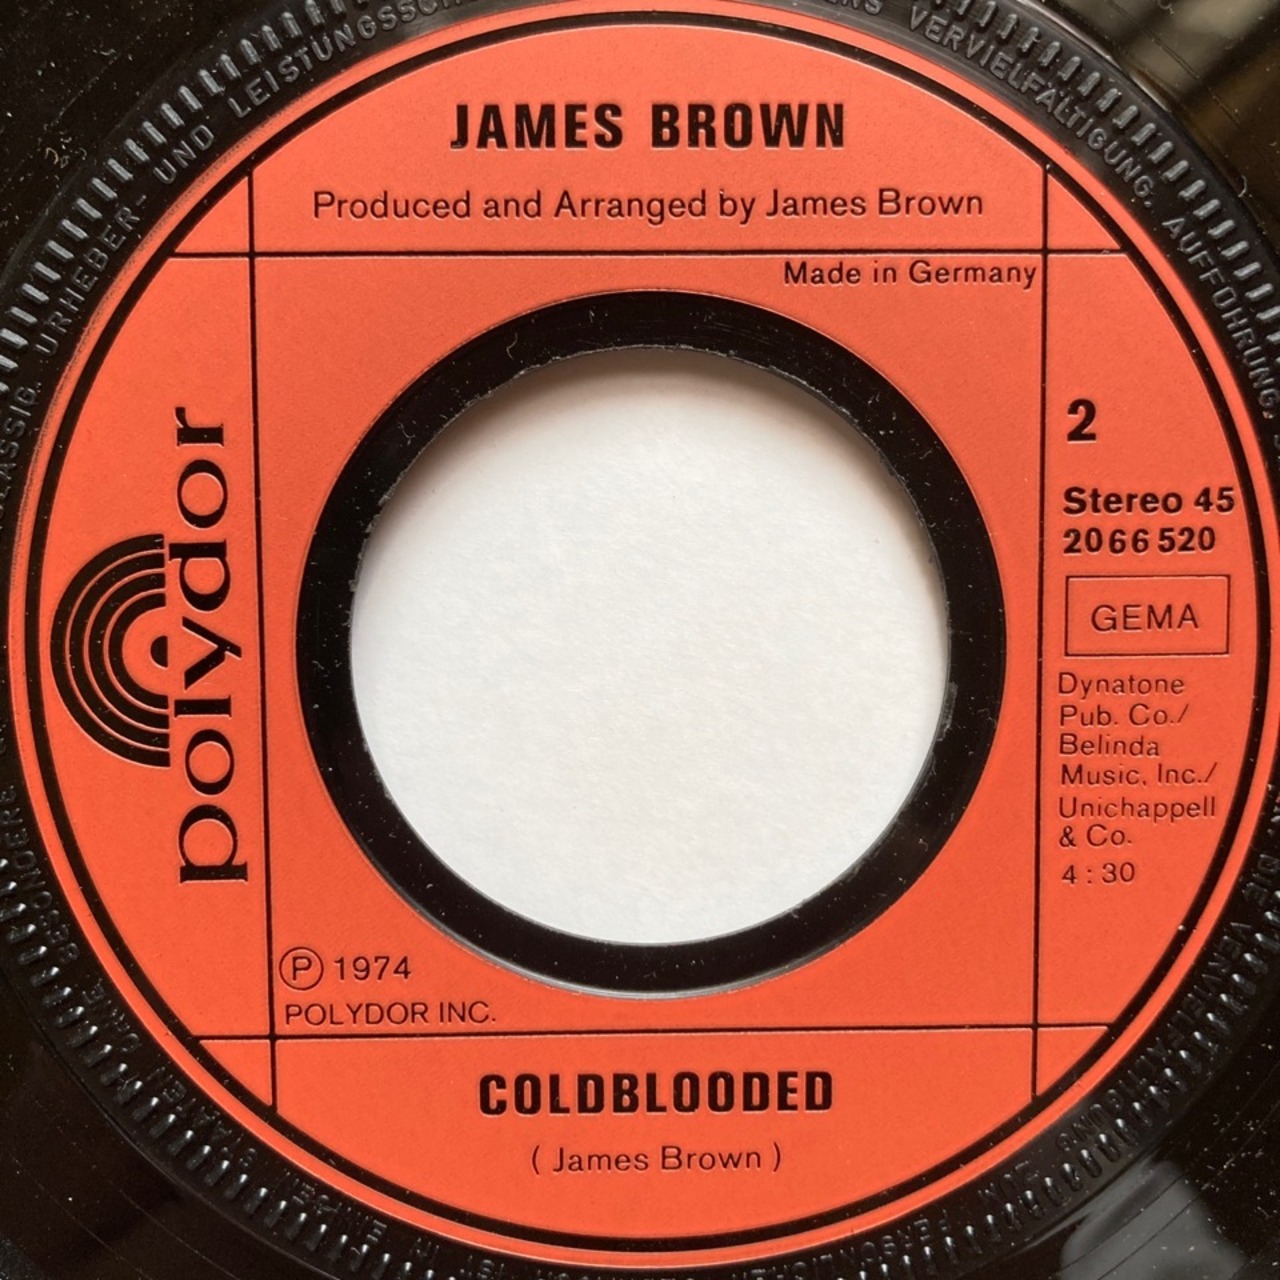 UND LEISTUNGSSCH
VERVIELFÄLTIGUNG, AUFFÜHRUNG,
URHEBER-
JAMES BROWN
Produced and Arranged by James Brown
Made in Germany
polydor
2
Stereo 45
2066 520
GEMA
Dynatone
Pub. Co./
Belinda
Music, Inc./
Unichappell
& Co.
4:30
Ⓟ 1974
POLYDOR INC.
COLDBLOODED
( James Brown )